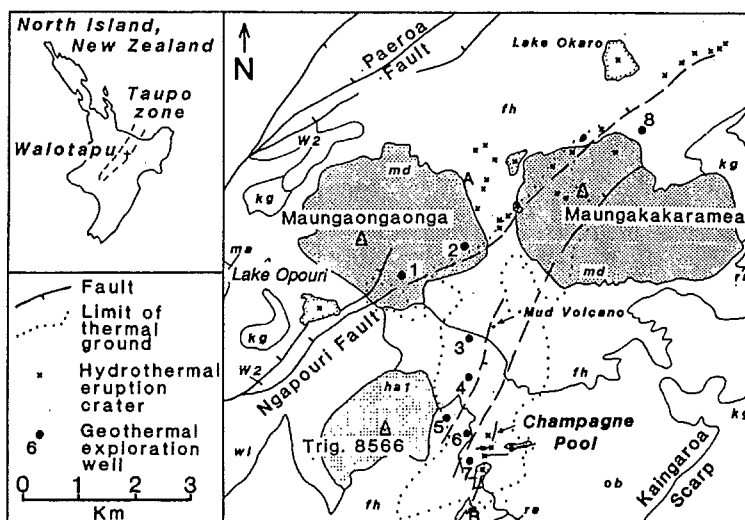 North Island,
New Zealand
Taupo
zone
Waiotapu
Fault
Limit of
thermal
ground
Hydrothermal
eruption
crater
6 Geothermal
exploration
well
0 1 2 3
Km
N
Paeroa
Fault
Lake Okaro
fh
8
W2
kg
md
A
kg
Maungaongaonga
Maungakakaramea
ma
2
1
md
Lake Opouri
Mud Volcano
kg
3
W2
Ngapouri Fault
4
fh
ha1
5
6
Champagne
Pool
Trig. 8566
7
wl
fh
B
ra
ob
Kaingaroa
Scarp